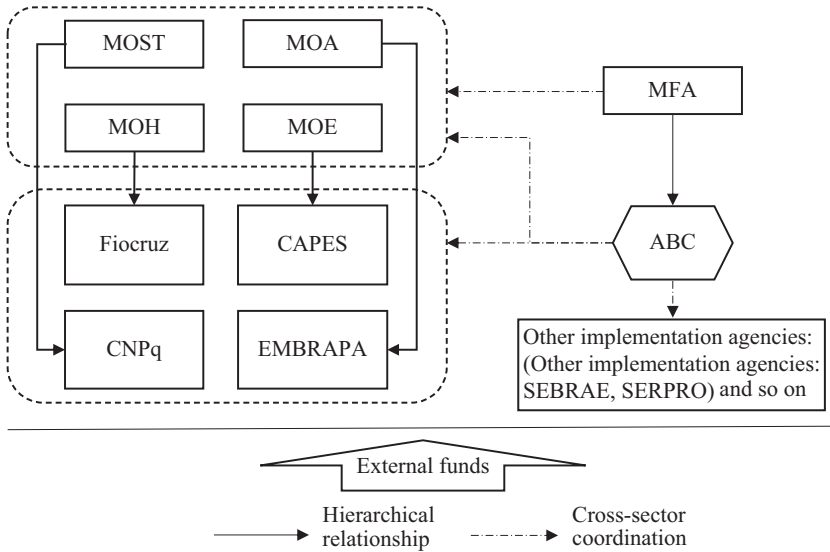 MOST
MOA
MFA
MOH
MOE
Fiocruz
CAPES
ABC
CNPq
EMBRAPA
Other implementation agencies:
(Other implementation agencies:
SEBRAE, SERPRO) and so on
External funds
Hierarchical
relationship
Cross-sector
coordination